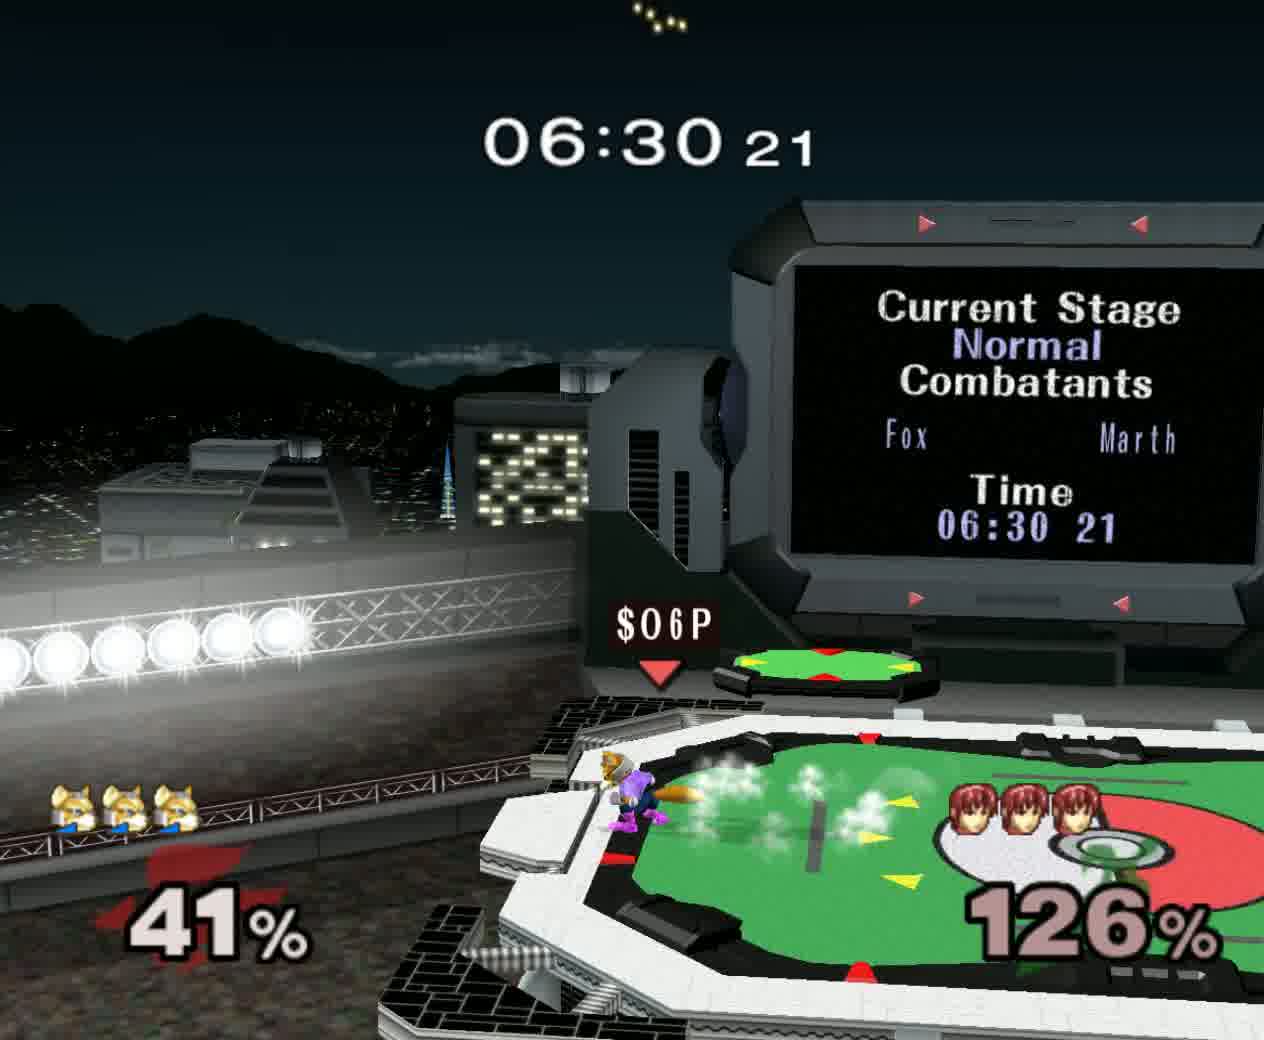 06:30 21
Current Stage
Normal
Combatants
Fox Marth
Time
06:30 21
$06P
41%
126%